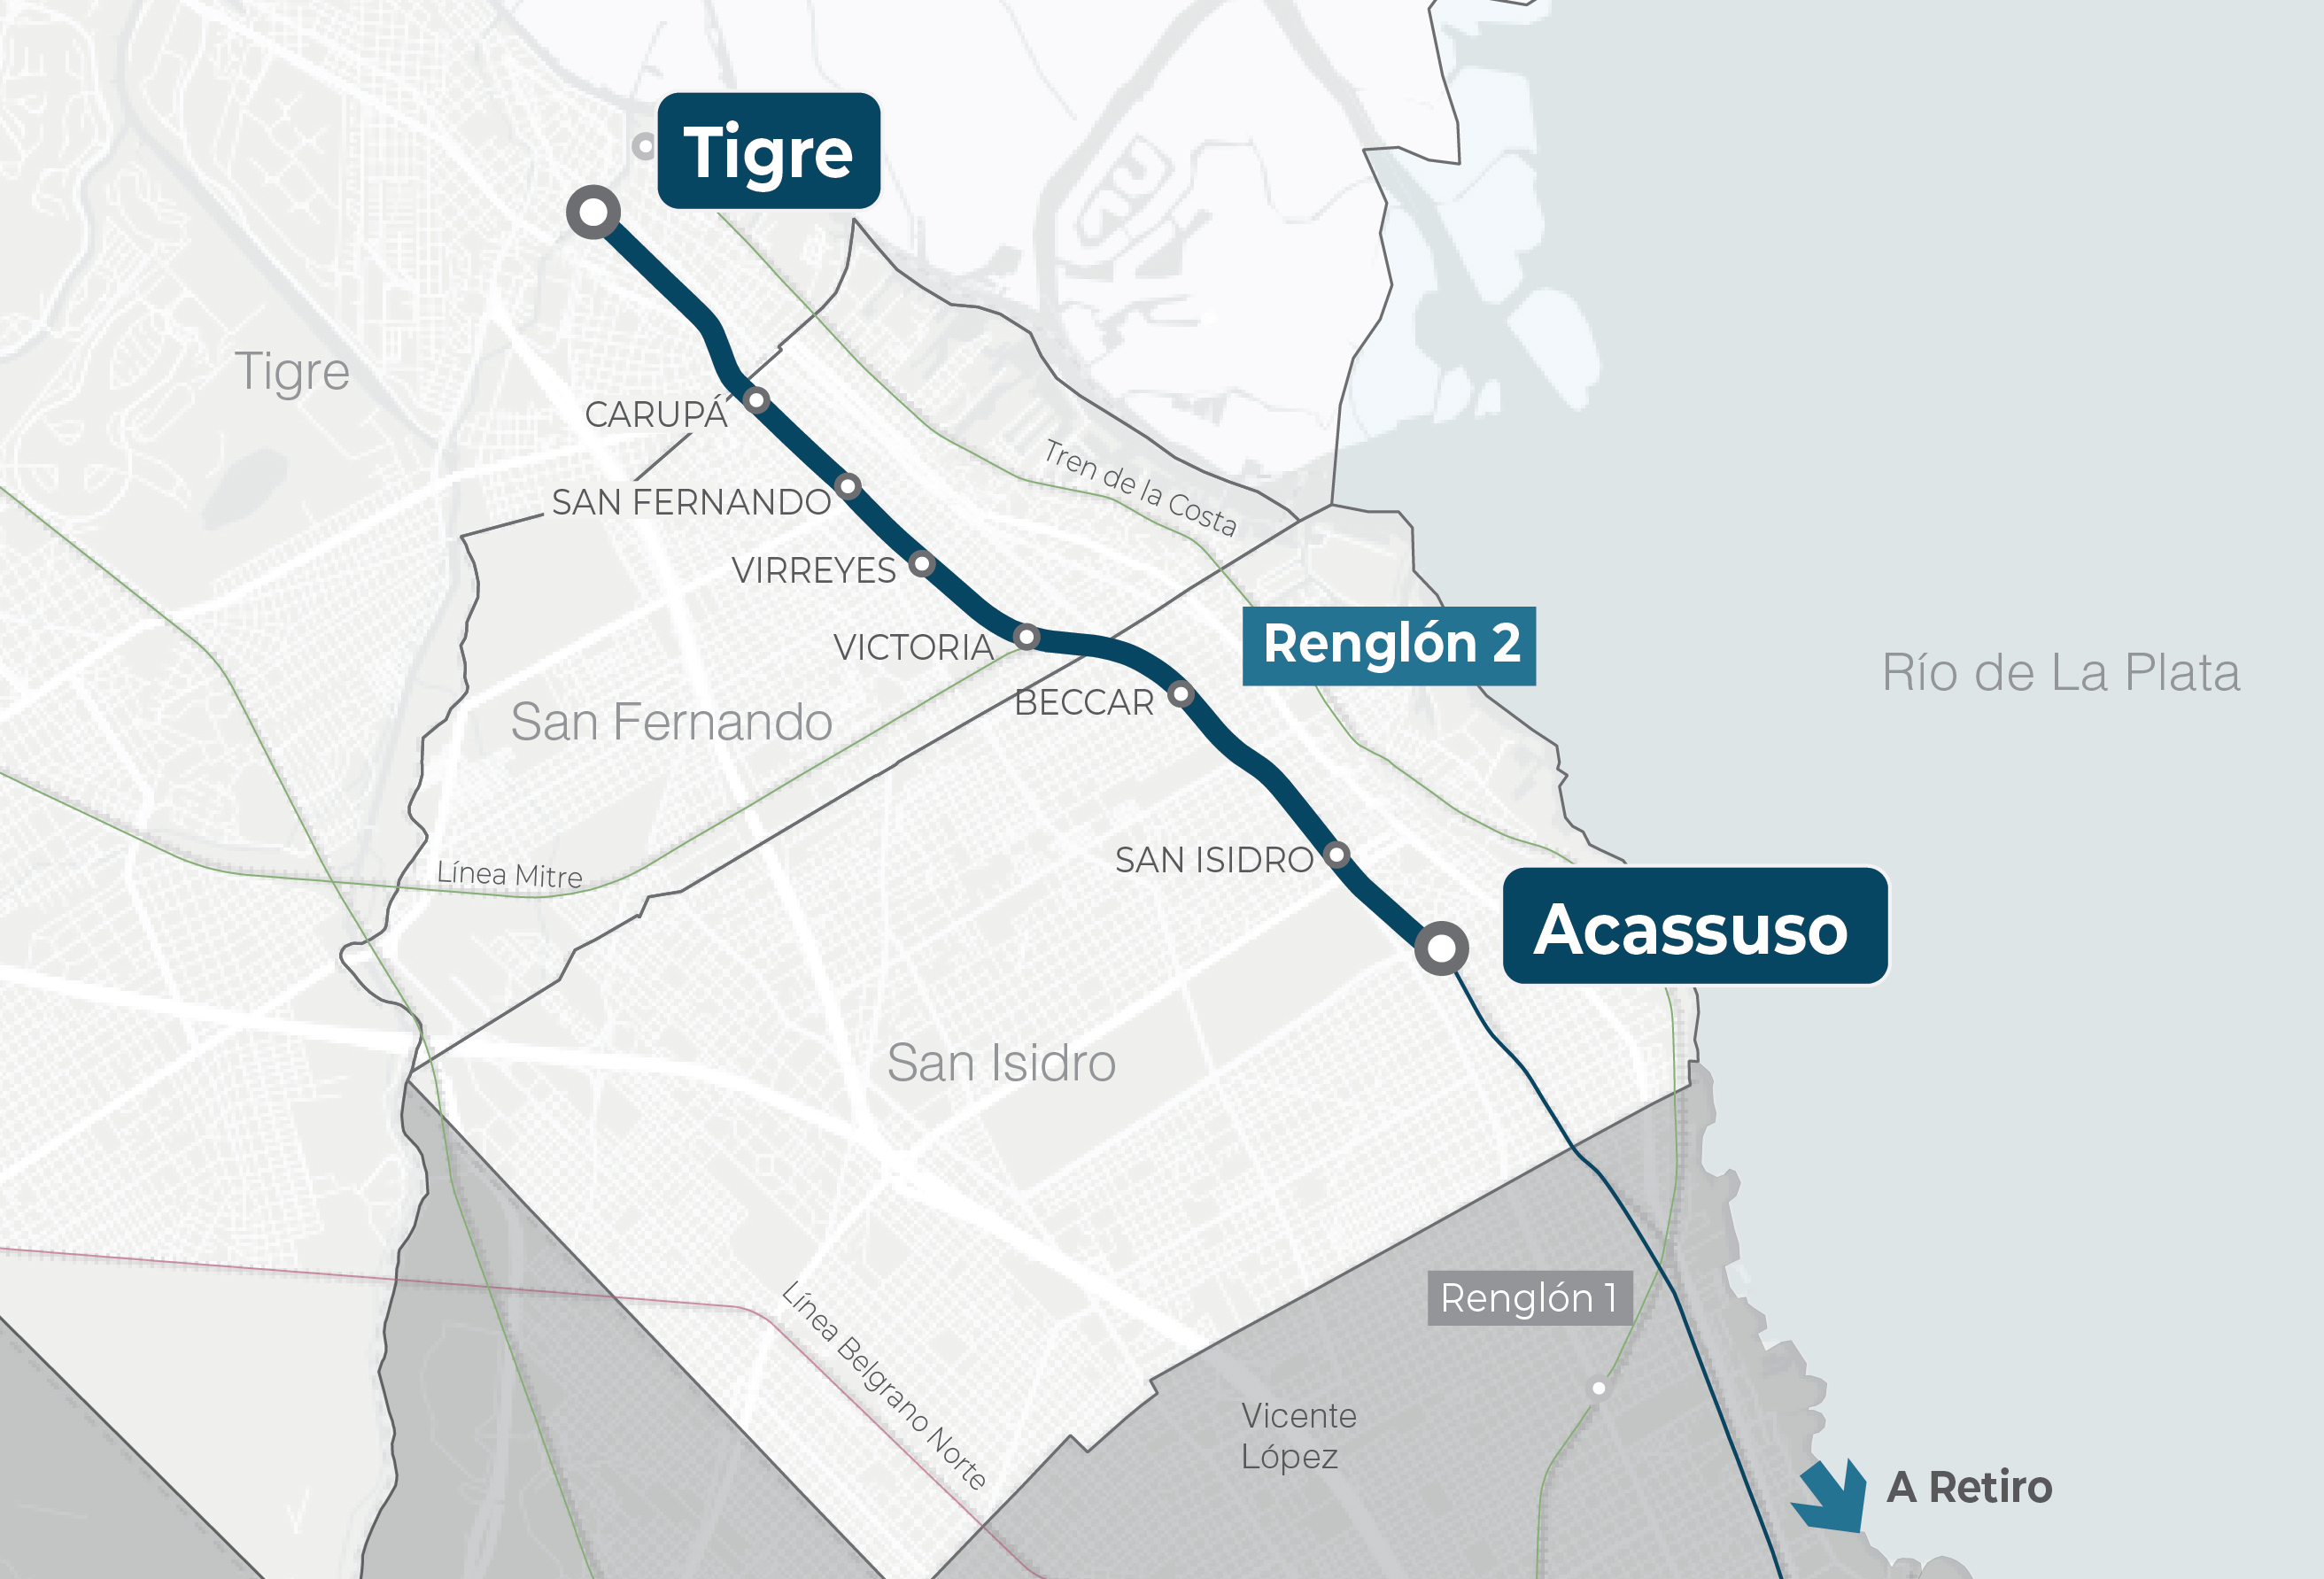 Tigre
Tigre
CARUPÁ
Tren de la Costa
SAN FERNANDO
VIRREYES
Renglón 2
VICTORIA
Río de La Plata
BECCAR
San Fernando
SAN ISIDRO
Línea Mitre
Acassuso
San Isidro
Renglón 1
Línea Belgrano Norte
Vicente
López
A Retiro